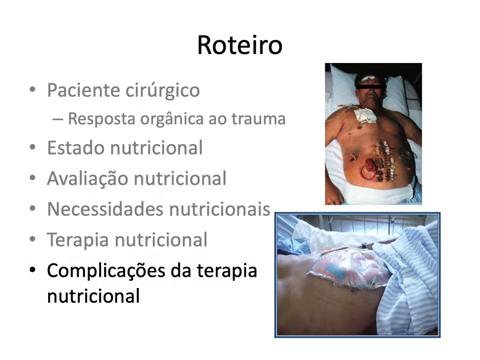 Roteiro
• Paciente cirúrgico
– Resposta orgânica ao trauma
• Estado nutricional
• Avaliação nutricional
• Necessidades nutricionais
• Terapia nutricional
• Complicações da terapia
nutricional